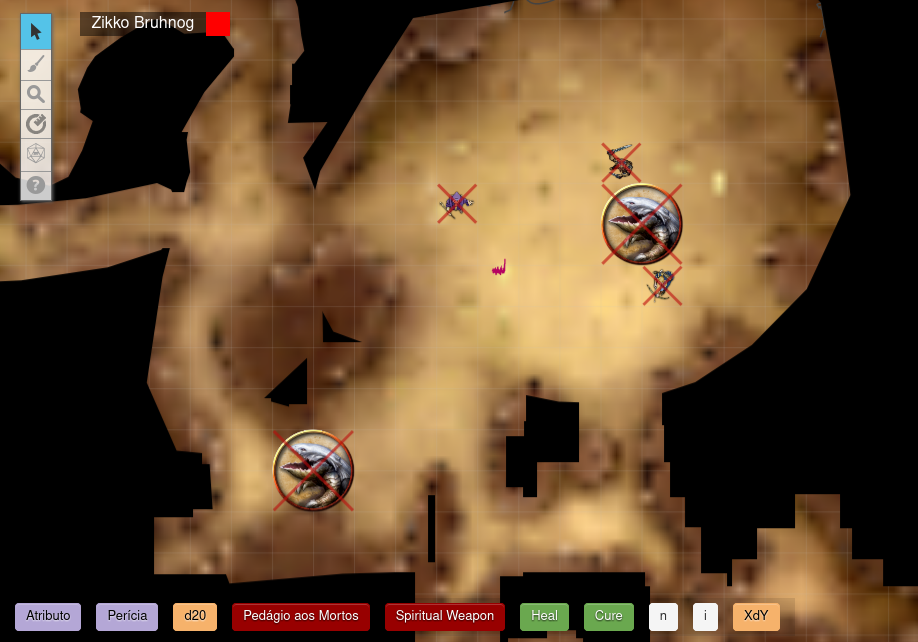 Zikko Bruhnog
?
Atributo
Perícia
d20
Pedágio aos Mortos
Spiritual Weapon
Heal
Cure
n
i
XdY